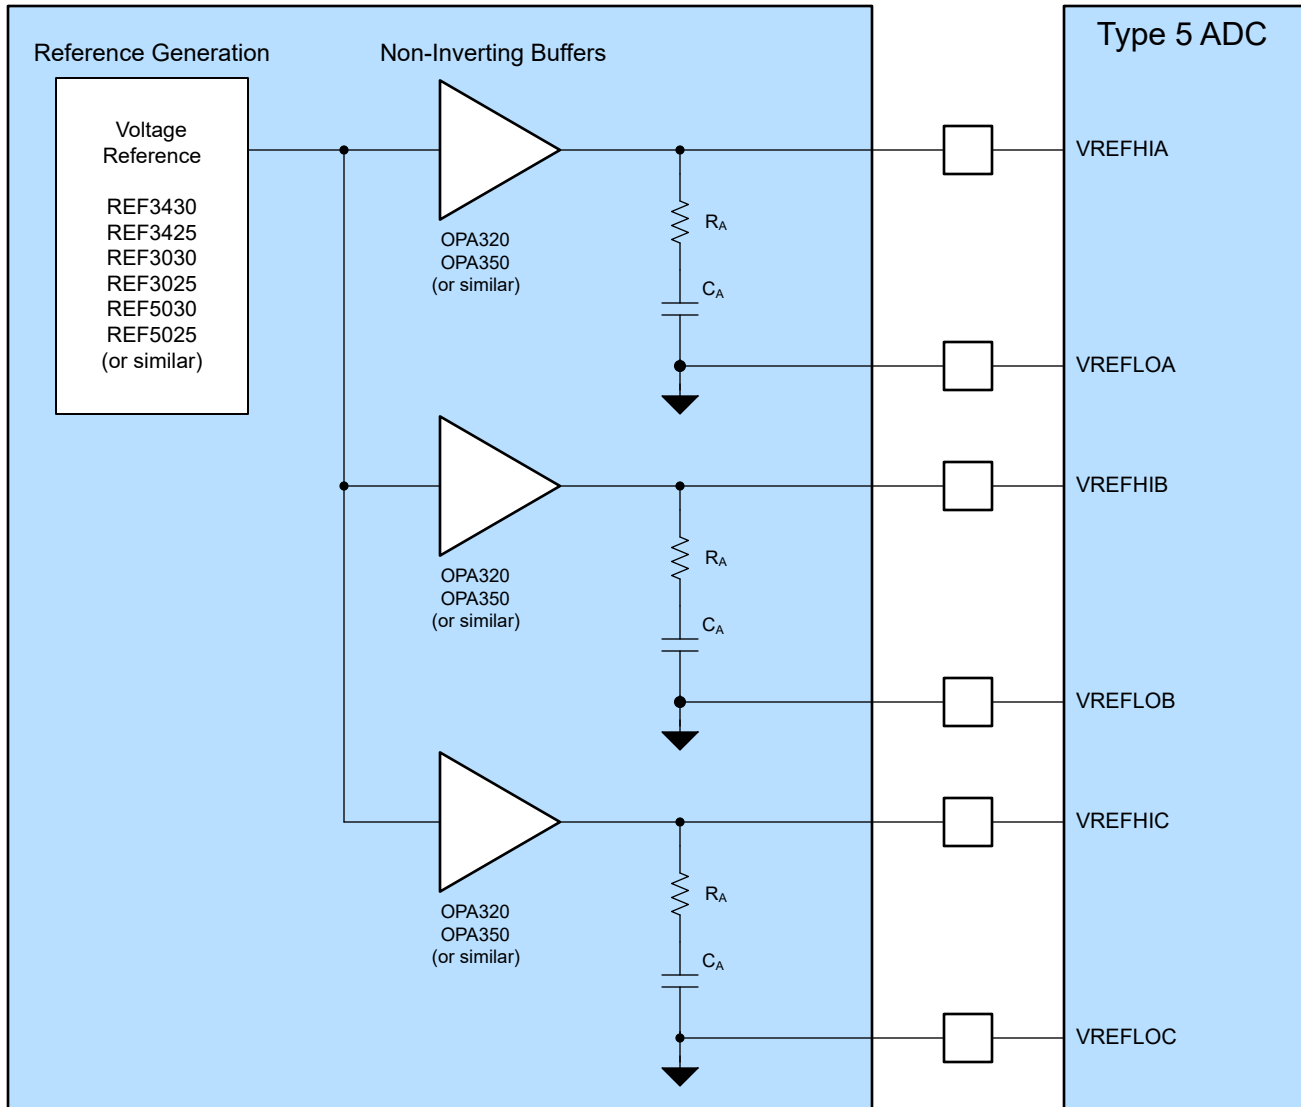 Reference Generation
Non-Inverting Buffers
Type 5 ADC
Voltage
Reference
REF3430
REF3425
REF3030
REF3025
REF5030
REF5025
(or similar)
OPA320
OPA350
(or similar)
RA
CA
VREFHIA
VREFLOA
OPA320
OPA350
(or similar)
RA
CA
VREFHIB
VREFLOB
OPA320
OPA350
(or similar)
RA
CA
VREFHIC
VREFLOC